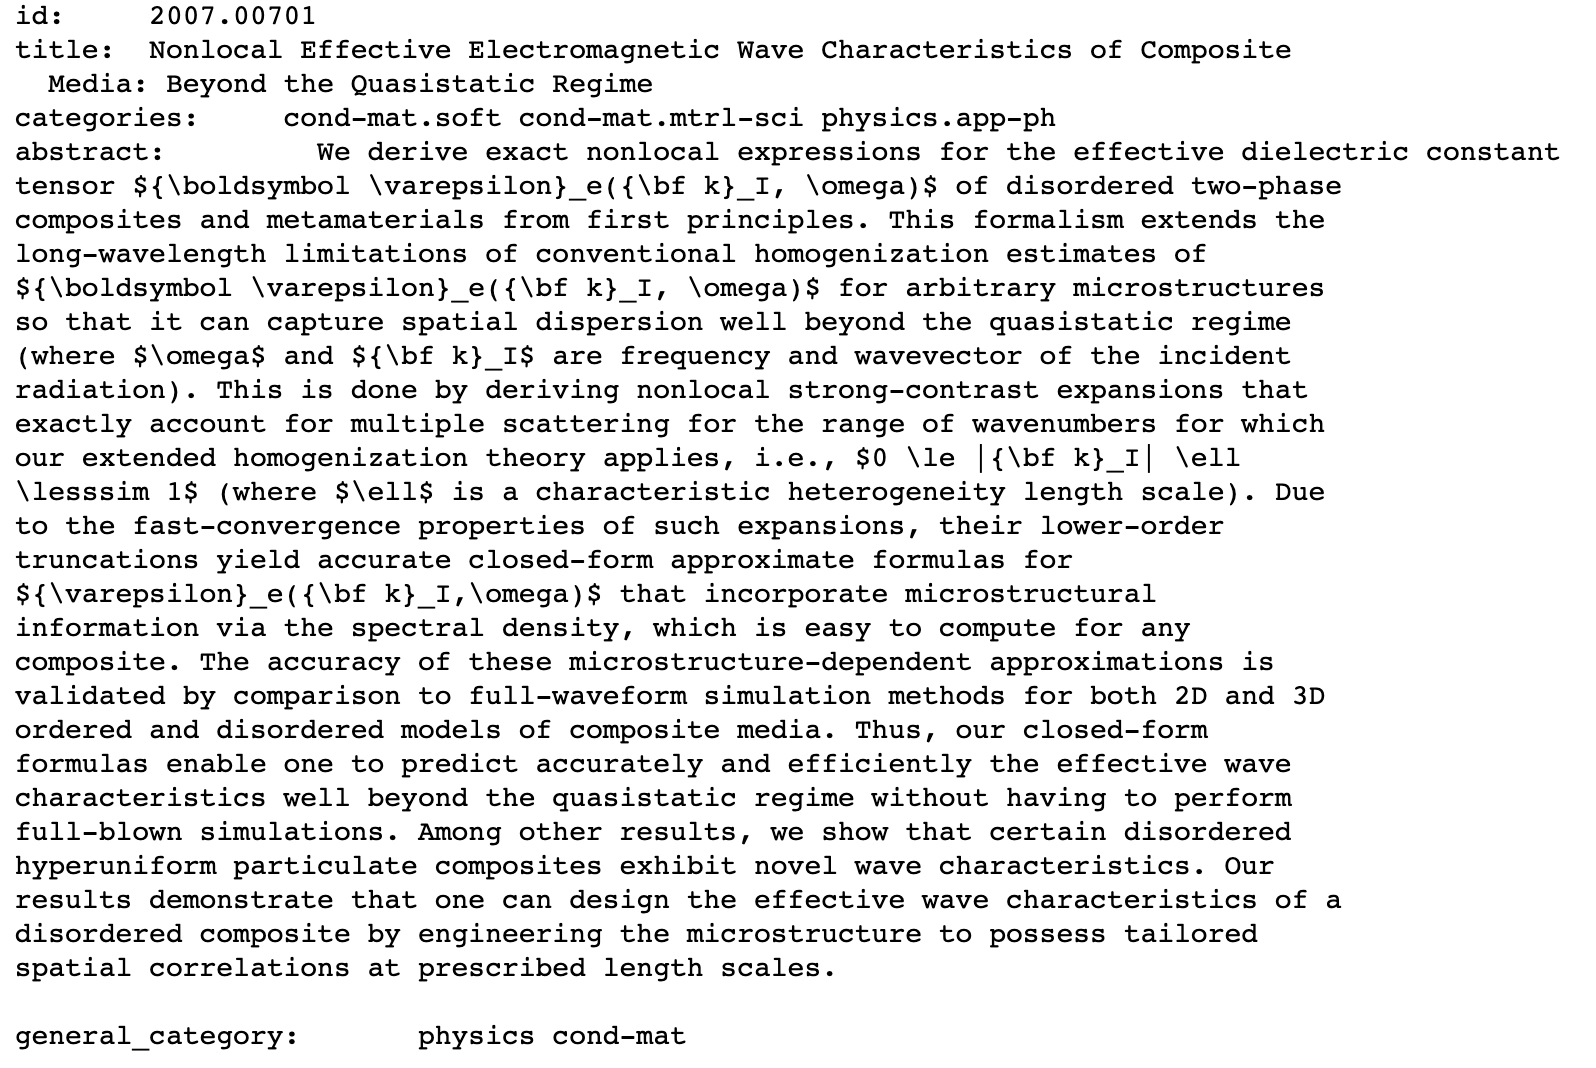 id:     2007.00701
title:  Nonlocal Effective Electromagnetic Wave Characteristics of Composite
  Media: Beyond the Quasistatic Regime
categories:     cond-mat.soft cond-mat.mtrl-sci physics.app-ph
abstract:         We derive exact nonlocal expressions for the effective dielectric constant
tensor ${\boldsymbol \varepsilon}_e({\bf k}_I, \omega)$ of disordered two-phase
composites and metamaterials from first principles. This formalism extends the
long-wavelength limitations of conventional homogenization estimates of
${\boldsymbol \varepsilon}_e({\bf k}_I, \omega)$ for arbitrary microstructures
so that it can capture spatial dispersion well beyond the quasistatic regime
(where $\omega$ and ${\bf k}_I$ are frequency and wavevector of the incident
radiation). This is done by deriving nonlocal strong-contrast expansions that
exactly account for multiple scattering for the range of wavenumbers for which
our extended homogenization theory applies, i.e., $0 \le |{\bf k}_I| \ell
\lesssim 1$ (where $\ell$ is a characteristic heterogeneity length scale). Due
to the fast-convergence properties of such expansions, their lower-order
truncations yield accurate closed-form approximate formulas for
${\varepsilon}_e({\bf k}_I,\omega)$ that incorporate microstructural
information via the spectral density, which is easy to compute for any
composite. The accuracy of these microstructure-dependent approximations is
validated by comparison to full-waveform simulation methods for both 2D and 3D
ordered and disordered models of composite media. Thus, our closed-form
formulas enable one to predict accurately and efficiently the effective wave
characteristics well beyond the quasistatic regime without having to perform
full-blown simulations. Among other results, we show that certain disordered
hyperuniform particulate composites exhibit novel wave characteristics. Our
results demonstrate that one can design the effective wave characteristics of a
disordered composite by engineering the microstructure to possess tailored
spatial correlations at prescribed length scales.
general_category:       physics cond-mat